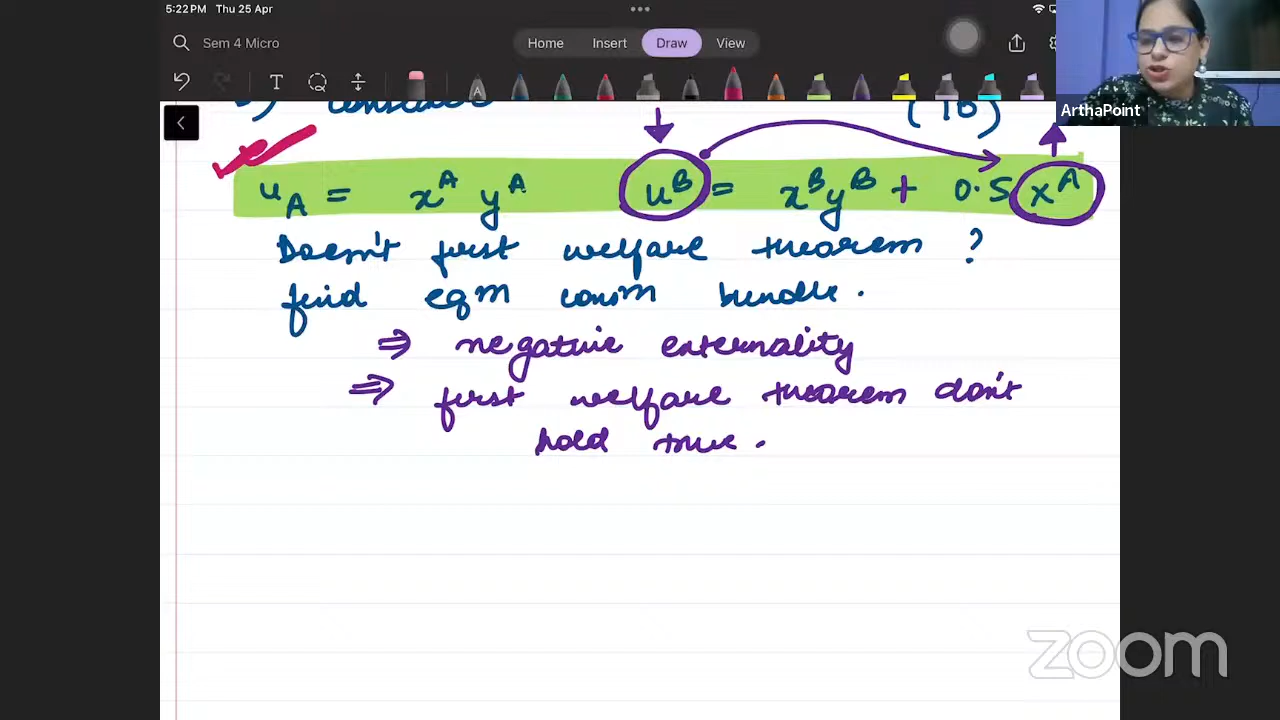 5:22 PM Thu 25 Apr
Sem 4 Micro
Home Insert Draw View
T
A
ArthaPoint
u_A = x^A y^A u^B = x^B y^B + 0.5 x^A
Doesn't first welfare theorem ?
find eqm consm bundle.
⇒ negative externality
⇒ first welfare theorem don't
hold true.
zoom